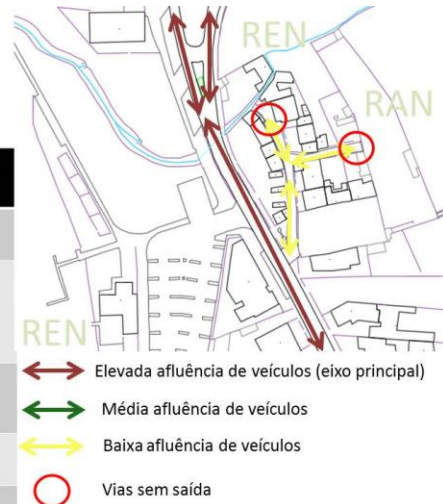 REN
RAN
REN
Elevada afluência de veículos (eixo principal)
Média afluência de veículos
Baixa afluência de veículos
Vias sem saída